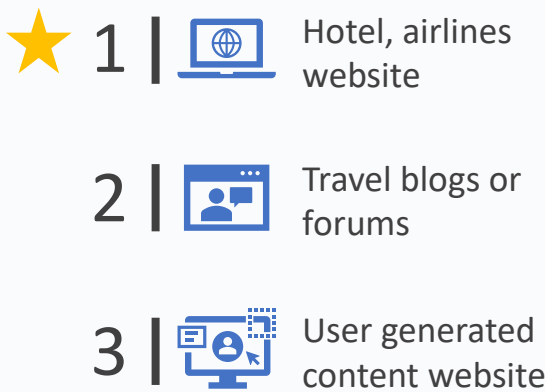 1 Hotel, airlines
website
2 Travel blogs or
forums
3 User generated
content website